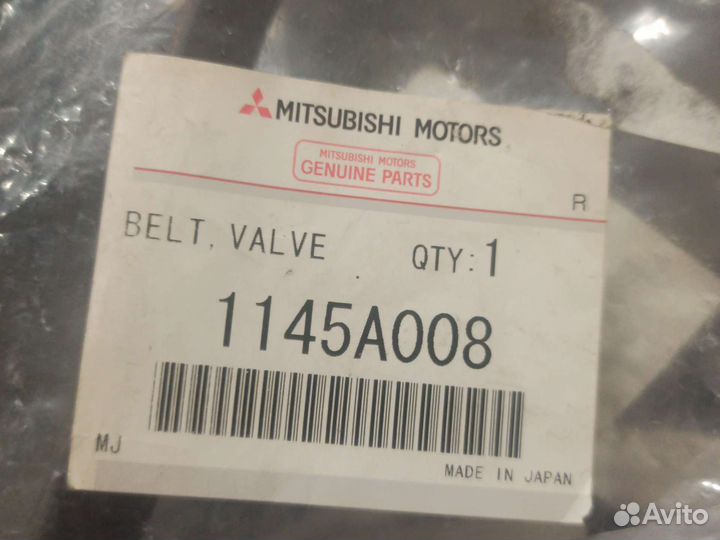 MITSUBISHI MOTORS
MITSUBISHI MOTORS
GENUINE PARTS
R
BELT, VALVE QTY: 1
1145A008
MJ
MADE IN JAPAN
Avito